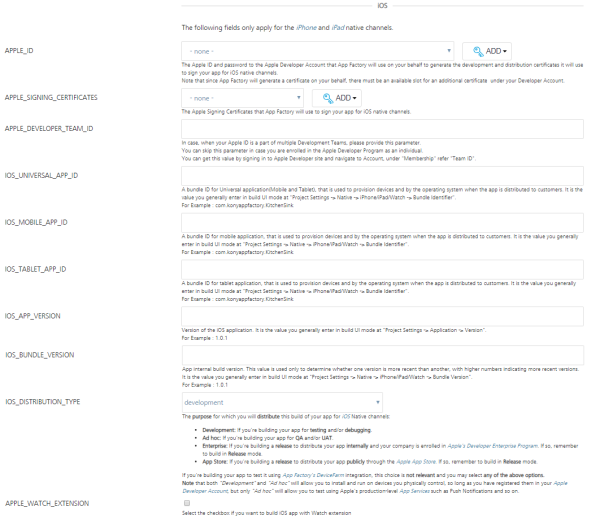 iOS
The following fields only apply for the iPhone and iPad native channels.
APPLE_ID
- none -
ADD
The Apple ID and password to the Apple Developer Account that App Factory will use on your behalf to generate the development and distribution certificates it will use
to sign your app for iOS native channels.
Note that since App Factory will generate a certificate on your behalf, there must be an available slot for an additional certificate under your Developer Account.
APPLE_SIGNING_CERTIFICATES
- none -
ADD
The Apple Signing Certificates that App Factory will use to sign your app for iOS native channels.
APPLE_DEVELOPER_TEAM_ID
In case, when your Apple ID is a part of multiple Development Teams, please provide this parameter.
You can skip this parameter in case you are enrolled in the Apple Developer Program as an individual.
You can get this value by signing in to Apple Developer site and navigate to Account, under "Membership" refer "Team ID".
IOS_UNIVERSAL_APP_ID
A bundle ID for Universal application(Mobile and Tablet), that is used to provision devices and by the operating system when the app is distributed to customers. It is the
value you generally enter in build UI mode at "Project Settings -> Native -> iPhone/iPad/Watch -> Bundle Identifier".
For Example : com.konyappfactory.KitchenSink
IOS_MOBILE_APP_ID
A bundle ID for mobile application, that is used to provision devices and by the operating system when the app is distributed to customers. It is the value you generally
enter in build UI mode at "Project Settings -> Native -> iPhone/iPad/Watch -> Bundle Identifier".
For Example : com.konyappfactory.KitchenSink
IOS_TABLET_APP_ID
A bundle ID for tablet application, that is used to provision devices and by the operating system when the app is distributed to customers. It is the value you generally
enter in build UI mode at "Project Settings -> Native -> iPhone/iPad/Watch -> Bundle Identifier".
For Example : com.konyappfactory.KitchenSink
IOS_APP_VERSION
Version of the iOS application. It is the value you generally enter in build UI mode at "Project Settings -> Application -> Version".
For Example : 1.0.1
IOS_BUNDLE_VERSION
App internal build version. This value is used only to determine whether one version is more recent than another, with higher numbers indicating more recent versions.
It is the value you generally enter in build UI mode at "Project Settings -> Native -> iPhone/iPad/Watch -> Bundle Version".
For Example : 1.0.1
IOS_DISTRIBUTION_TYPE
development
The purpose for which you will distribute this build of your app for iOS Native channels:
• Development: If you're building your app for testing and/or debugging.
• Ad hoc: If you're building your app for QA and/or UAT.
• Enterprise: If you're building a release to distribute your app internally and your company is enrolled in Apple's Developer Enterprise Program. If so, remember
to build in Release mode.
• App Store: If you're building a release to distribute your app publicly through the Apple App Store. If so, remember to build in Release mode.
If you're building your app to test it using App Factory's DeviceFarm integration, this choice is not relevant and you may select any of the above options.
Note that both "Development" and "Ad hoc" will allow you to install and run on devices you physically control, so long as you have registered them in your Apple
Developer Account, but only "Ad hoc" will allow you to test using Apple's production-level App Services such as Push Notifications and so on.
APPLE_WATCH_EXTENSION
Select the checkbox if you want to build iOS app with Watch extension